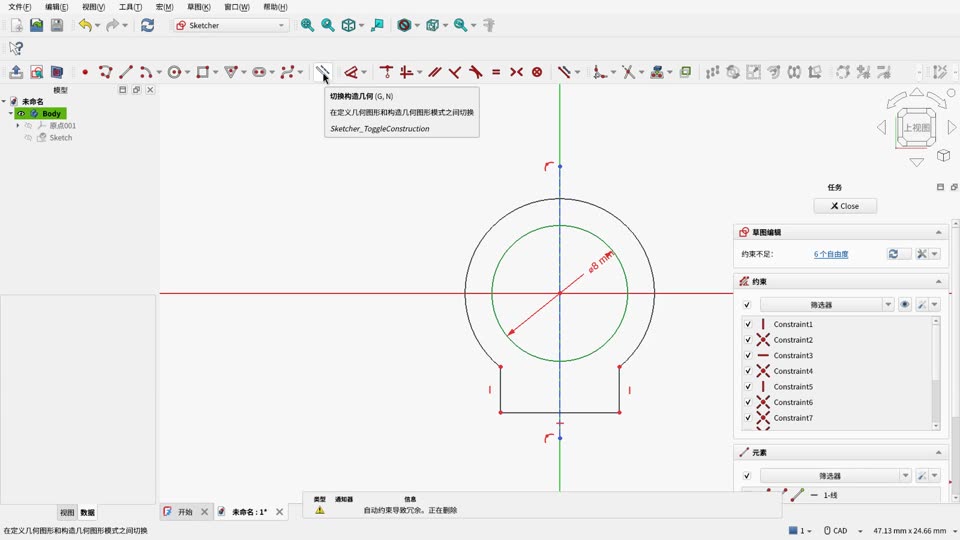 文件(F) 编辑(E) 视图(V) 工具(T) 宏(M) 草图(K) 窗口(W) 帮助(H)
Sketcher
模型
未命名
Body
原点001
Sketch
切换构造几何 (G, N)
在定义几何图形和构造几何图形模式之间切换
Sketcher_ToggleConstruction
上视图
⌀8 mm
任务
Close
草图编辑
约束不足:
6 个自由度
约束
筛选器
Constraint1
Constraint2
Constraint3
Constraint4
Constraint5
Constraint6
Constraint7
元素
筛选器
1-线
视图 数据
开始
未命名 : 1*
类型 通知器 信息
自动约束导致冗余。正在删除
在定义几何图形和构造几何图形模式之间切换
1
CAD
47.13 mm x 24.66 mm